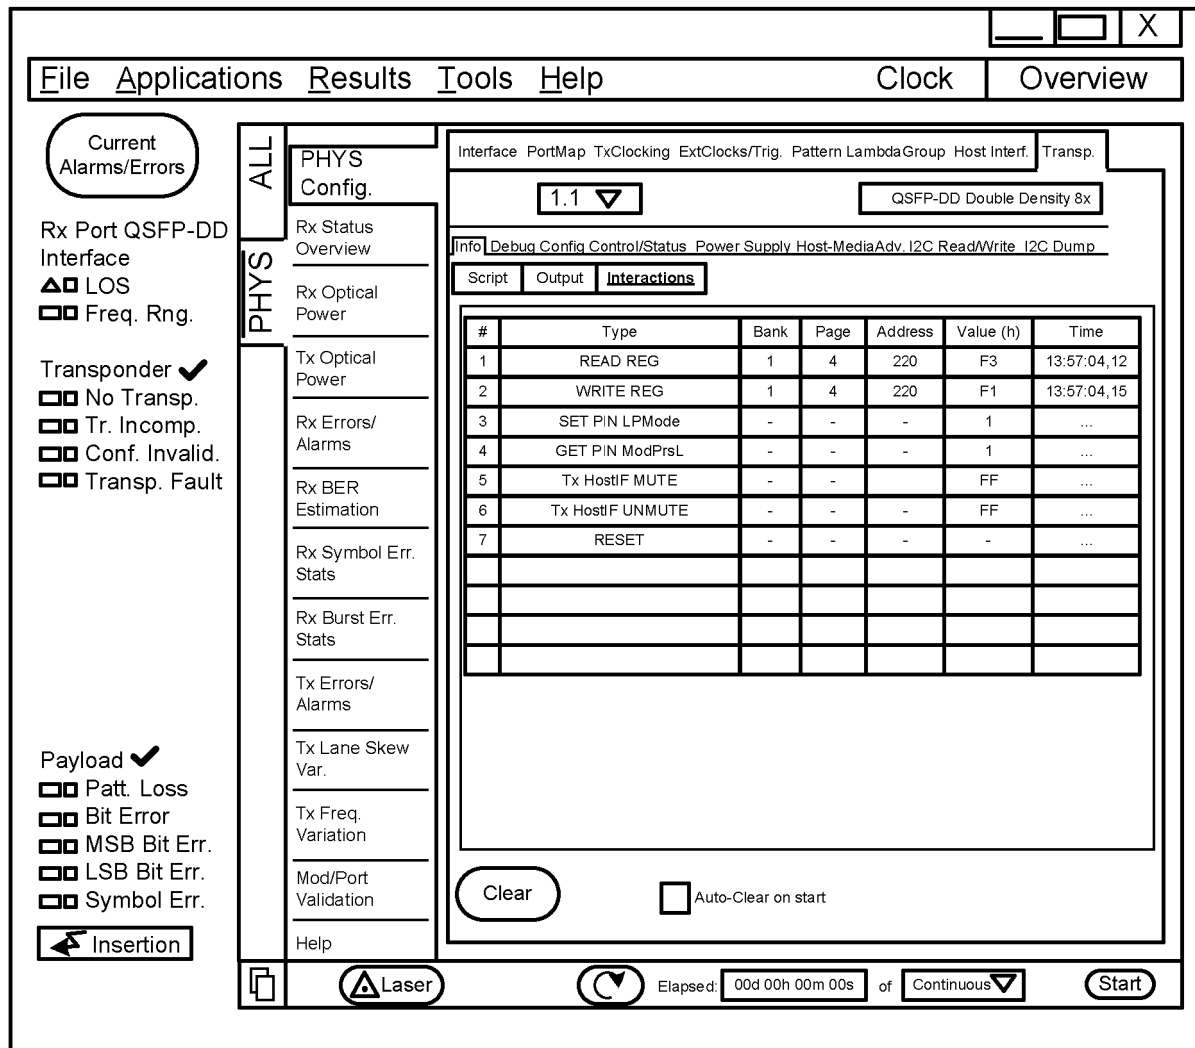 X
File Applications Results Tools Help Clock Overview
Current
Alarms/Errors
Rx Port QSFP-DD
Interface
LOS
Freq. Rng.
Transponder
No Transp.
Tr. Incomp.
Conf. Invalid.
Transp. Fault
Payload
Patt. Loss
Bit Error
MSB Bit Err.
LSB Bit Err.
Symbol Err.
Insertion
ALL
PHYS
PHYS
Config.
Rx Status
Overview
Rx Optical
Power
Tx Optical
Power
Rx Errors/
Alarms
Rx BER
Estimation
Rx Symbol Err.
Stats
Rx Burst Err.
Stats
Tx Errors/
Alarms
Tx Lane Skew
Var.
Tx Freq.
Variation
Mod/Port
Validation
Help
Interface PortMap TxClocking ExtClocks/Trig. Pattern LambdaGroup Host Interf. Transp.
1.1 QSFP-DD Double Density 8x
Info Debug Config Control/Status Power Supply Host-MediaAdv. I2C Read/Write I2C Dump
Script Output Interactions
# Type Bank Page Address Value (h) Time
1 READ REG 1 4 220 F3 13:57:04,12
2 WRITE REG 1 4 220 F1 13:57:04,15
3 SET PIN LPMode - - - 1 ...
4 GET PIN ModPrsL - - - 1 ...
5 Tx HostIF MUTE - - FF ...
6 Tx HostIF UNMUTE - - - FF ...
7 RESET - - - - ...
Clear Auto-Clear on start
Laser Elapsed: 00d 00h 00m 00s of Continuous Start